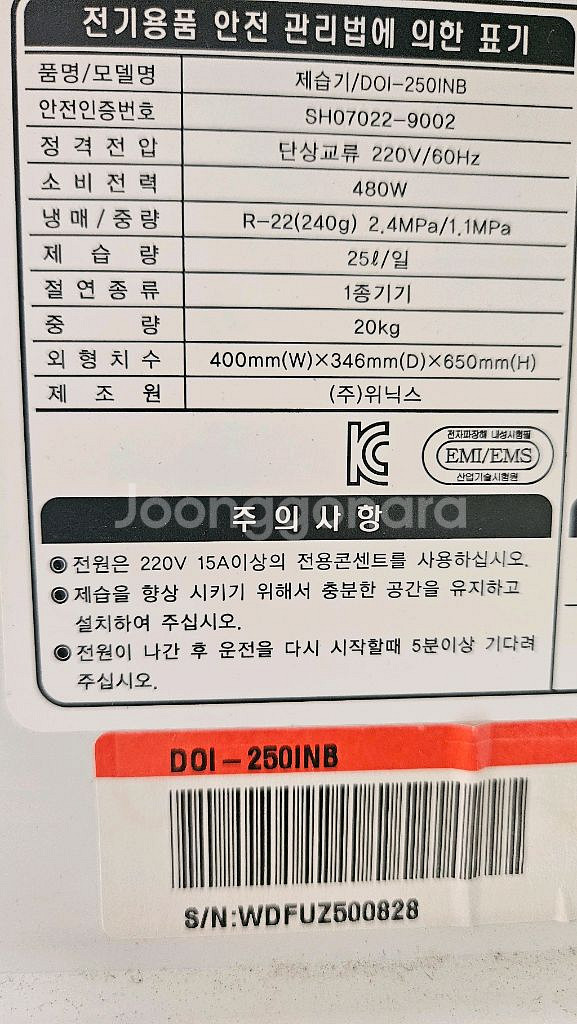 전기용품 안전 관리법에 의한 표기
품명/모델명 제습기/DOI-250INB
안전인증번호 SH07022-9002
정격전압 단상교류 220V/60Hz
소비전력 480W
냉매/중량 R-22(240g) 2.4MPa/1.1MPa
제습량 25ℓ/일
절연종류 1종기기
중량 20kg
외형치수 400mm(W)×346mm(D)×650mm(H)
제조원 (주)위닉스
전자파장해 내성시험필
EMI/EMS
산업기술시험원
Joonggonara
주의사항
◉전원은 220V 15A이상의 전용콘센트를 사용하십시오.
◉제습을 향상 시키기 위해서 충분한 공간을 유지하고
설치하여 주십시오.
◉전원이 나간 후 운전을 다시 시작할때 5분이상 기다려
주십시오.
DOI-250INB
S/N:WDFUZ500828